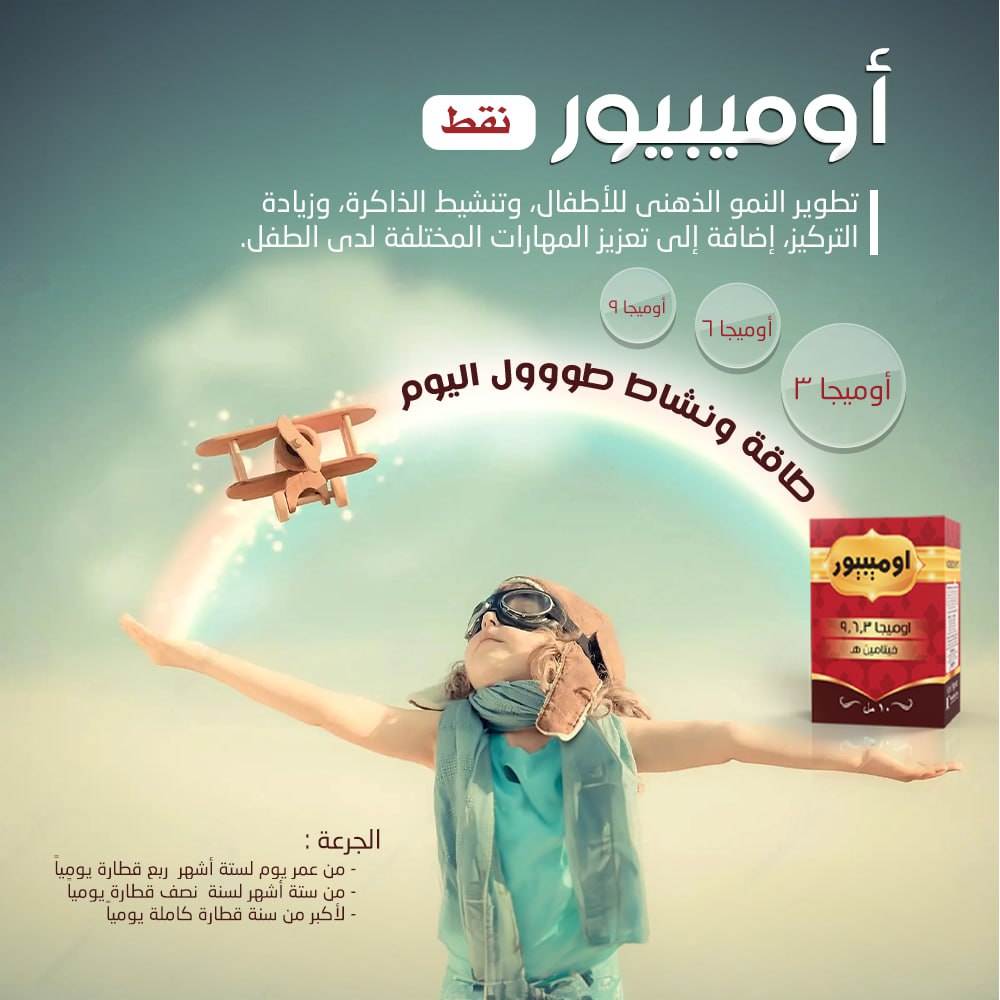 أوميبيور
نقط
تطوير النمو الذهنى للأطفال، وتنشيط الذاكرة، وزيادة
التركيز، إضافة إلى تعزيز المهارات المختلفة لدى الطفل.
أوميجا ٣
أوميجا ٦
أوميجا ٩
طاقة ونشاط طوووول اليوم
اوميبيور
اوميجا ٩,٦,٣
فيتامين هـ
١٠ مل
الجرعة :
- من عمر يوم لستة أشهر ربع قطارة يومياً
- من ستة أشهر لسنة نصف قطارة يومياً
- لأكبر من سنة قطارة كاملة يومياً